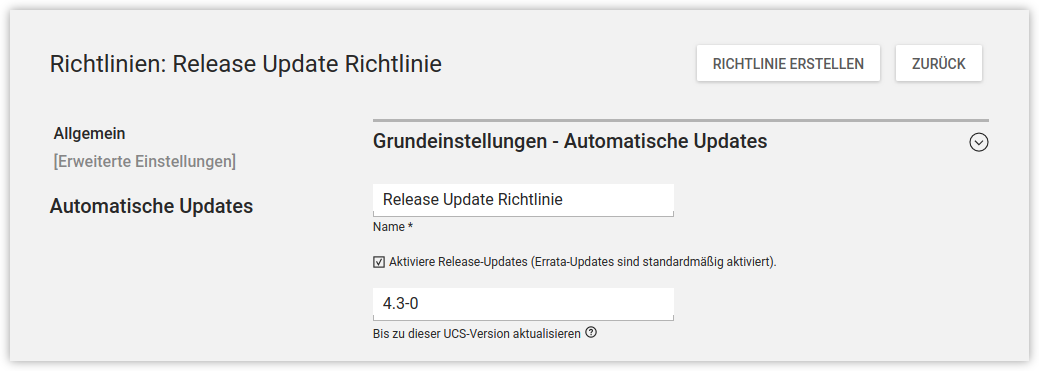 Richtlinien: Release Update Richtlinie
RICHTLINIE ERSTELLEN
ZURÜCK
Allgemein
[Erweiterte Einstellungen]
Automatische Updates
Grundeinstellungen - Automatische Updates
Release Update Richtlinie
Name *
Aktiviere Release-Updates (Errata-Updates sind standardmäßig aktiviert).
4.3-0
Bis zu dieser UCS-Version aktualisieren